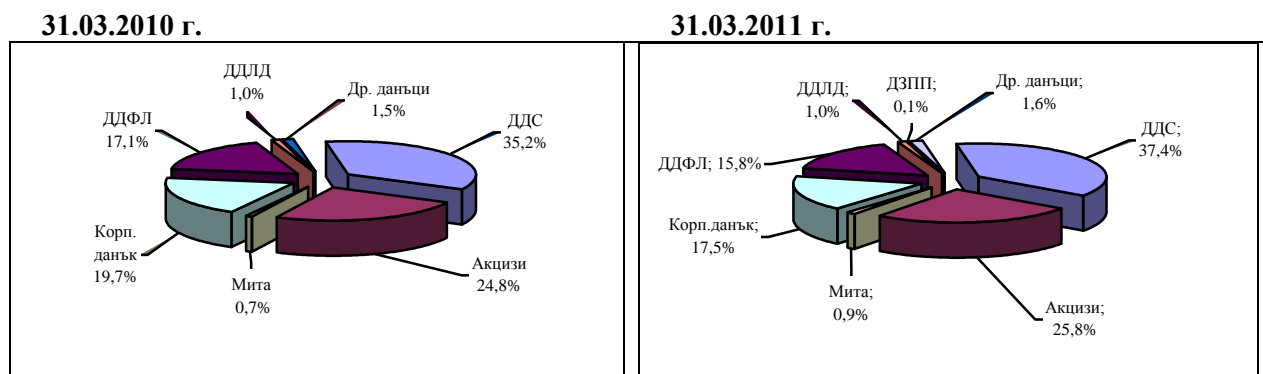 31.03.2010 г.
ДДЛД
1,0%
Др. данъци
1,5%
ДДФЛ
17,1%
ДДС
35,2%
Корп.
данък
19,7%
Мита
0,7%
Акцизи
24,8%
31.03.2011 г.
ДДЛД;
1,0%
ДЗПП;
0,1%
Др. данъци;
1,6%
ДДС;
37,4%
ДДФЛ; 15,8%
Корп.данък;
17,5%
Мита;
0,9%
Акцизи;
25,8%